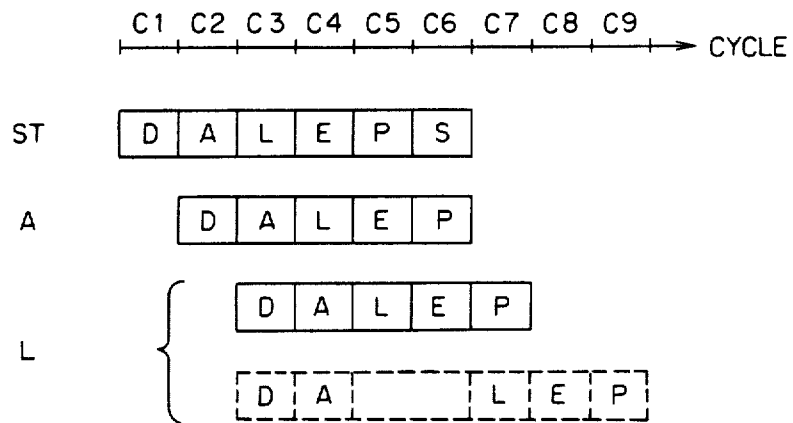 C1 C2 C3 C4 C5 C6 C7 C8 C9
CYCLE
ST D A L E P S
A D A L E P
D A L E P
L
D A L E P